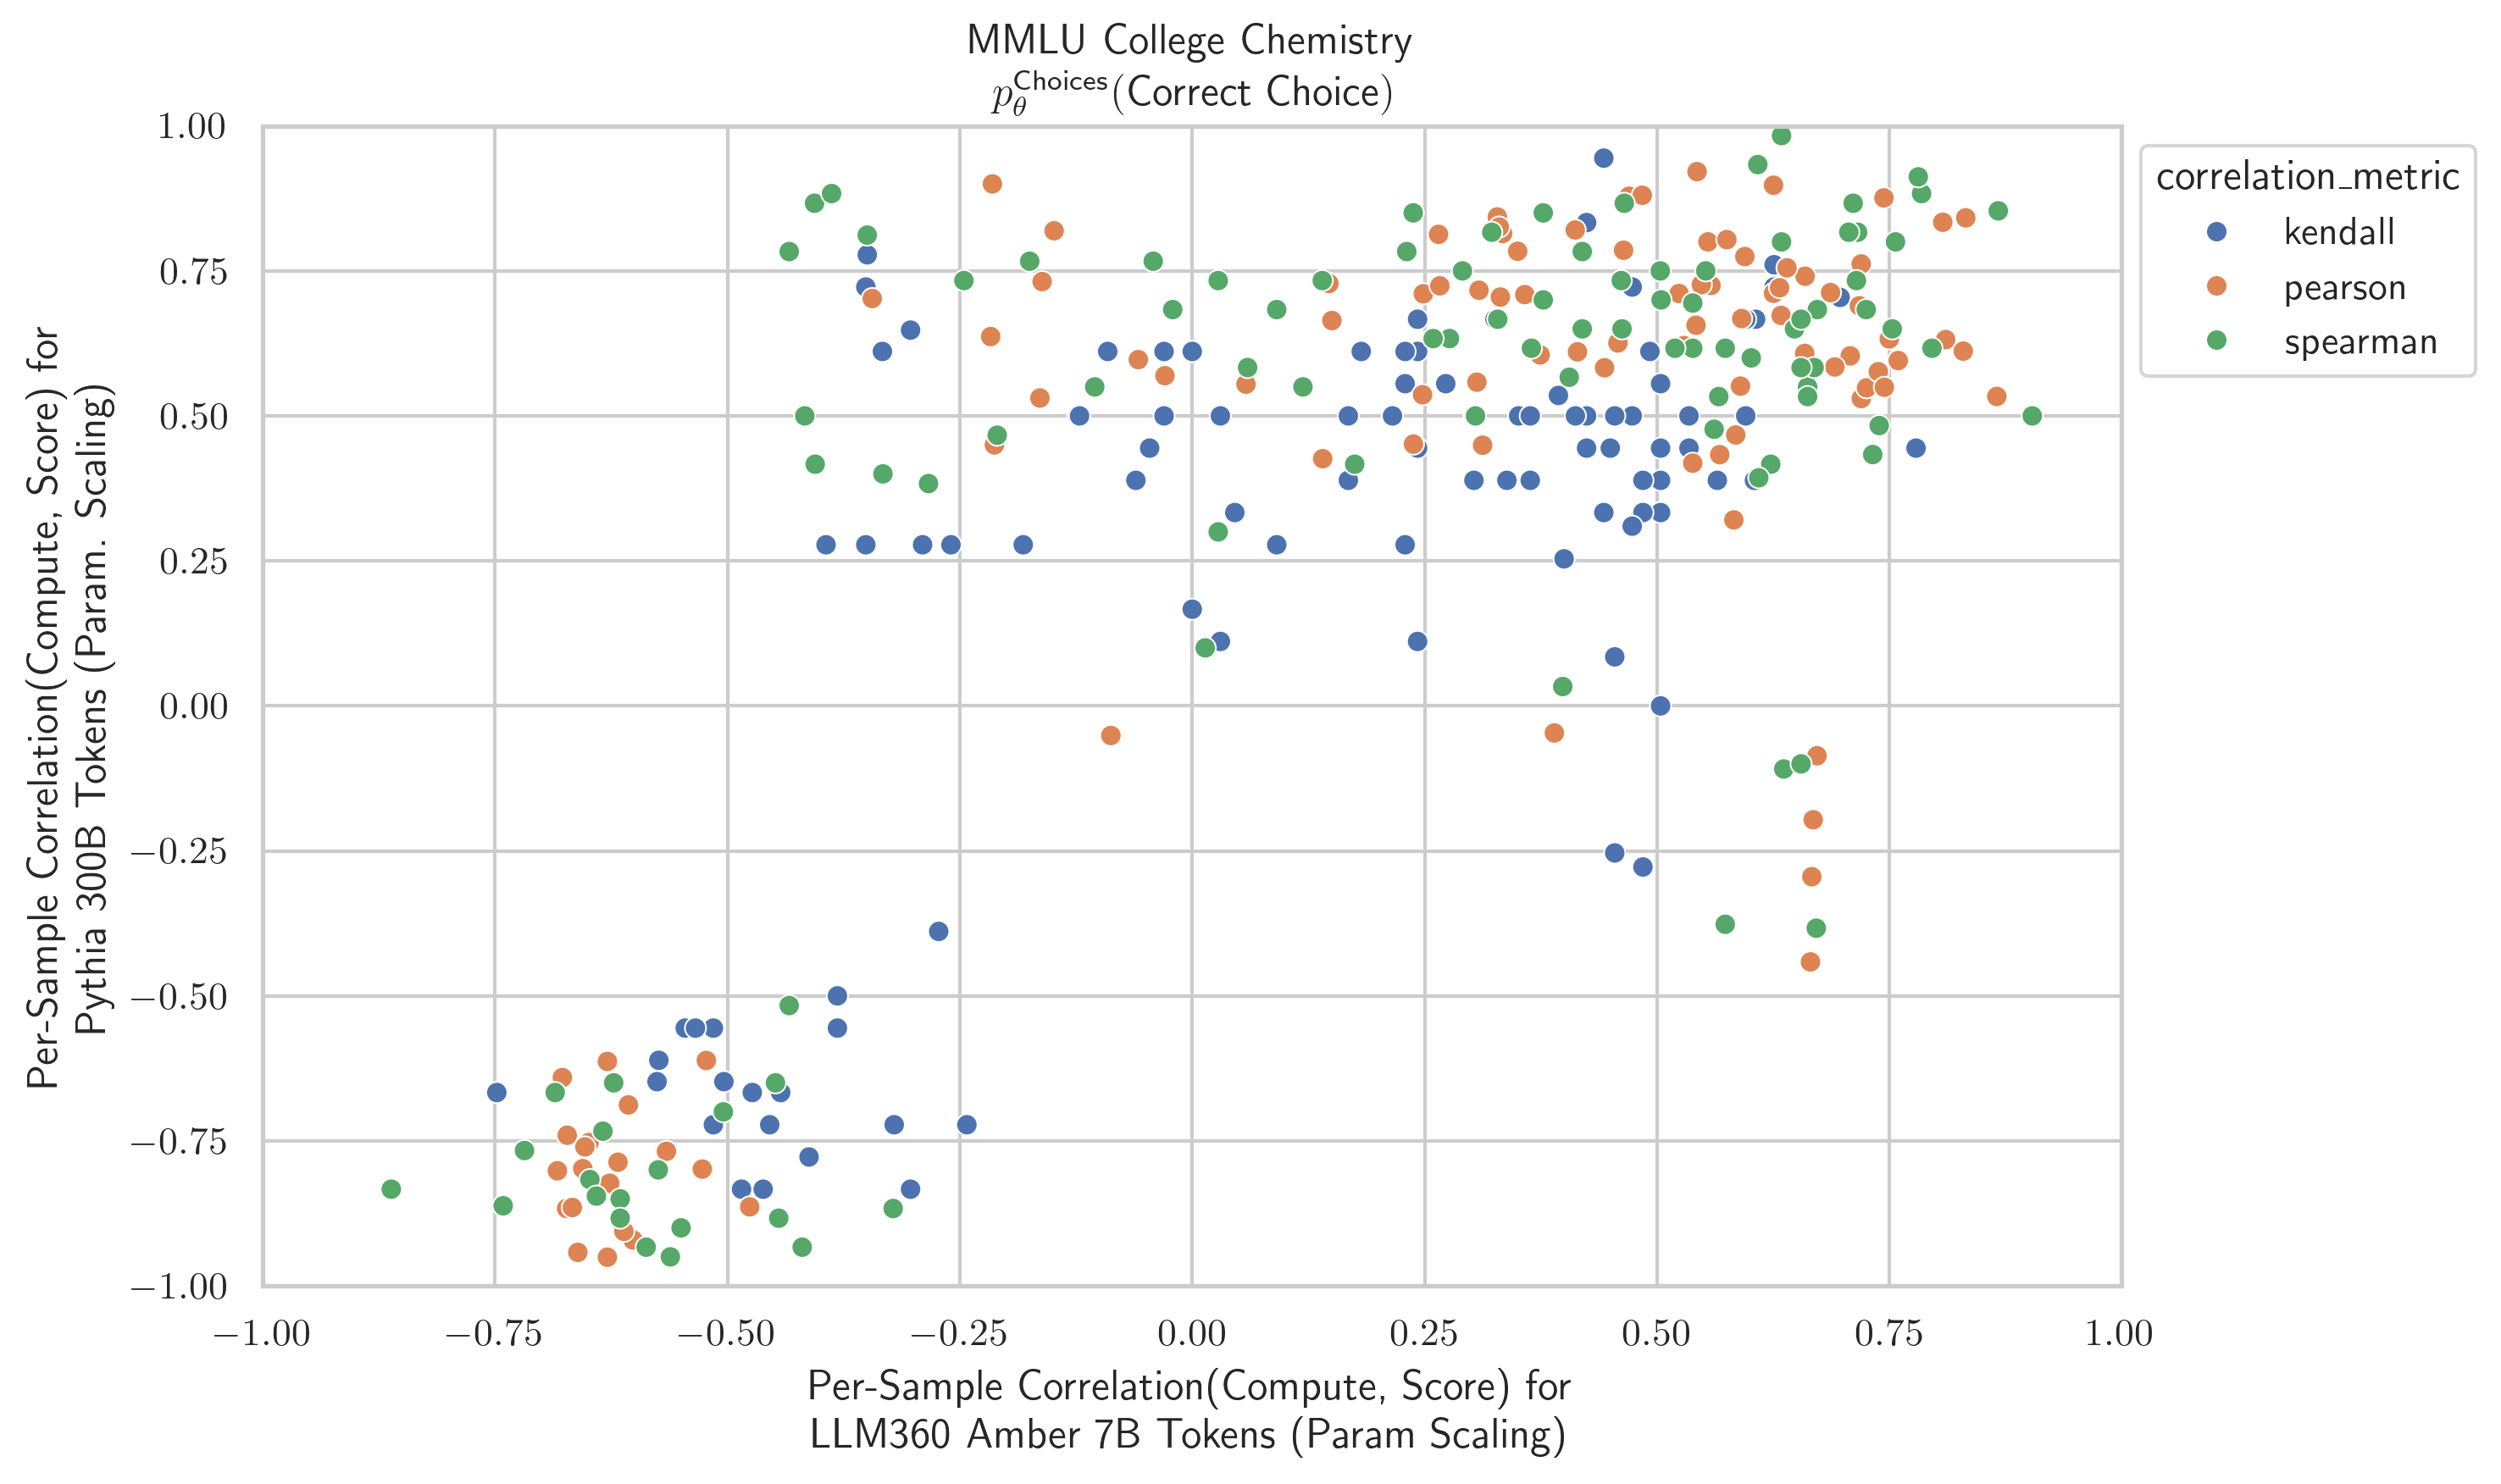 MMLU College Chemistry
p_θ^Choices(Correct Choice)
1.00
0.75
0.50
0.25
0.00
−0.25
−0.50
−0.75
−1.00
Per-Sample Correlation(Compute, Score) for
Pythia 300B Tokens (Param. Scaling)
correlation_metric
kendall
pearson
spearman
−1.00 −0.75 −0.50 −0.25 0.00 0.25 0.50 0.75 1.00
Per-Sample Correlation(Compute, Score) for
LLM360 Amber 7B Tokens (Param Scaling)